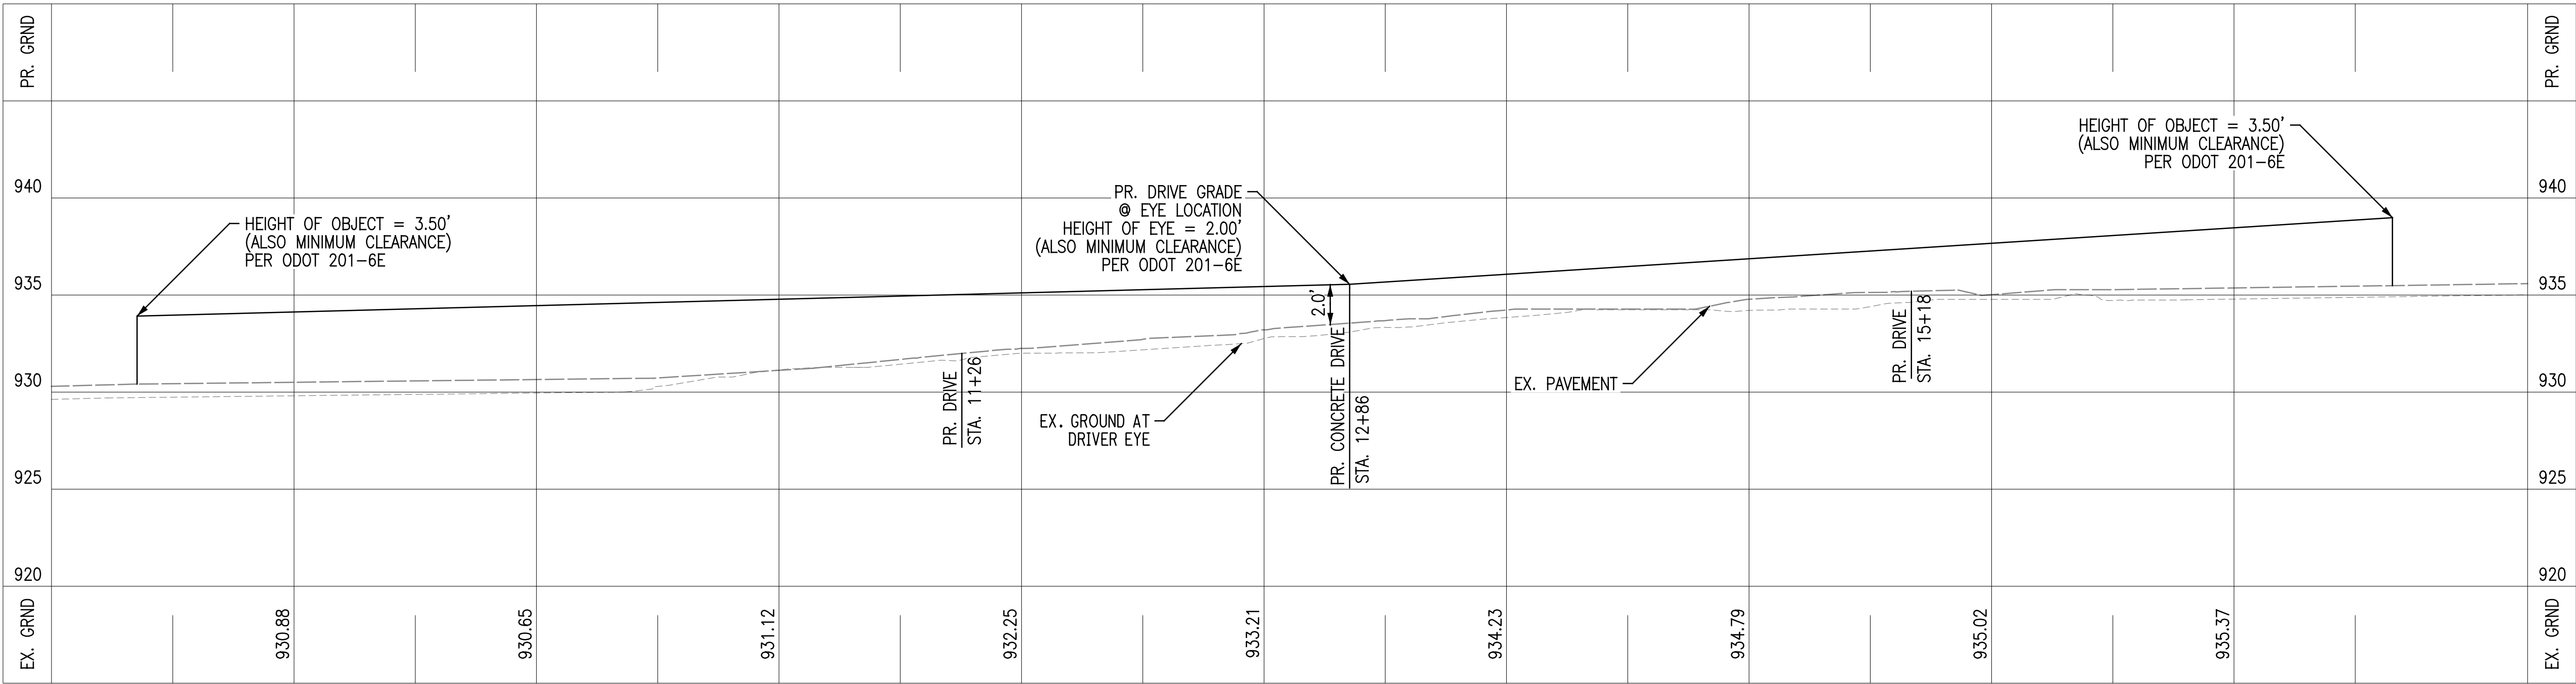 PR. GRND
PR. GRND
HEIGHT OF OBJECT = 3.50'
(ALSO MINIMUM CLEARANCE)
PER ODOT 201-6E
940
940
PR. DRIVE GRADE
@ EYE LOCATION
HEIGHT OF EYE = 2.00'
(ALSO MINIMUM CLEARANCE)
PER ODOT 201-6E
HEIGHT OF OBJECT = 3.50'
(ALSO MINIMUM CLEARANCE)
PER ODOT 201-6E
935
935
2.0'
PR. DRIVE
STA. 15+18
930
930
PR. DRIVE
STA. 11+26
EX. PAVEMENT
EX. GROUND AT
DRIVER EYE
PR. CONCRETE DRIVE
STA. 12+86
925
925
920
920
EX. GRND
930.88
930.65
931.12
932.25
933.21
934.23
934.79
935.02
935.37
EX. GRND